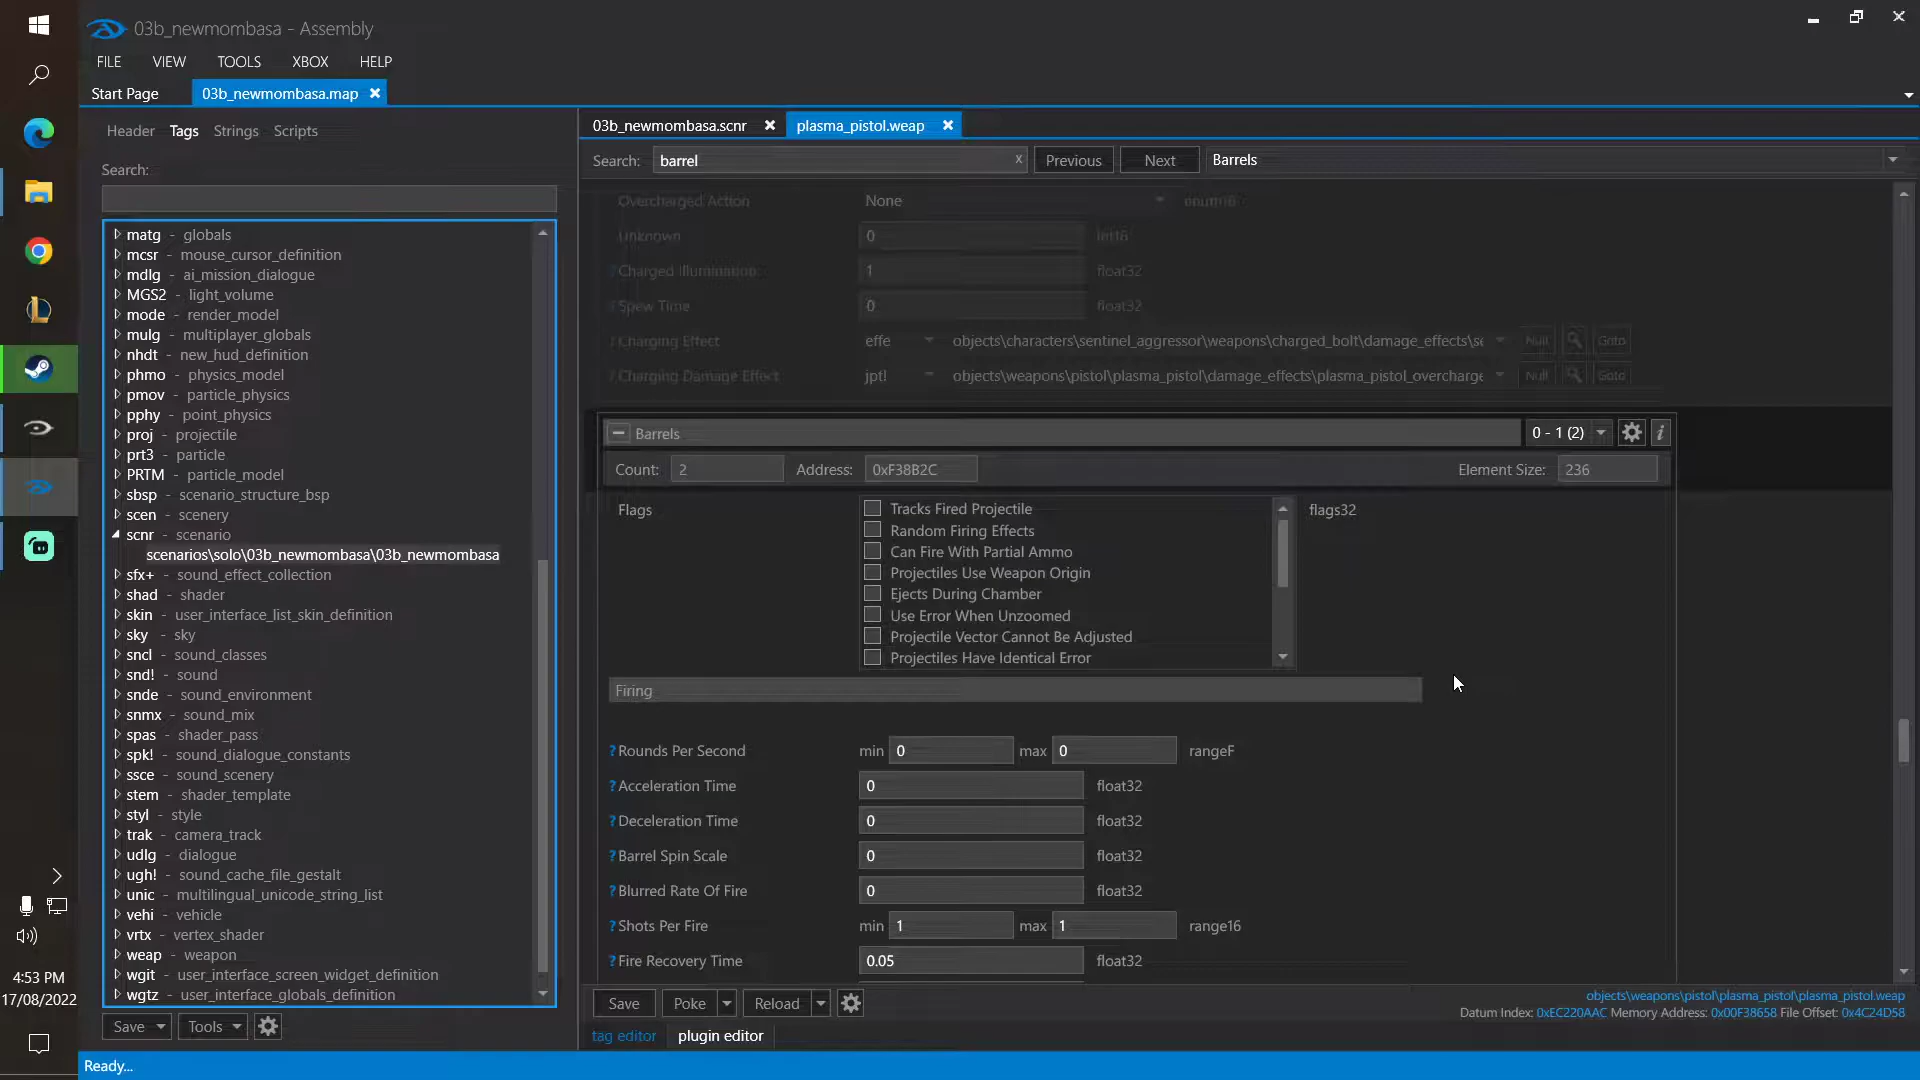 03b_newmombasa - Assembly
FILE VIEW TOOLS XBOX HELP
Start Page 03b_newmombasa.map
Header Tags Strings Scripts
Search:
matg - globals
mcsr - mouse_cursor_definition
mdlg - ai_mission_dialogue
MGS2 - light_volume
mode - render_model
mulg - multiplayer_globals
nhdt - new_hud_definition
phmo - physics_model
pmov - particle_physics
pphy - point_physics
proj - projectile
prt3 - particle
PRTM - particle_model
sbsp - scenario_structure_bsp
scen - scenery
scnr - scenario
scenarios\solo\03b_newmombasa\03b_newmombasa
sfx+ - sound_effect_collection
shad - shader
skin - user_interface_list_skin_definition
sky - sky
sncl - sound_classes
snd! - sound
snde - sound_environment
snmx - sound_mix
spas - shader_pass
spk! - sound_dialogue_constants
ssce - sound_scenery
stem - shader_template
styl - style
trak - camera_track
udlg - dialogue
ugh! - sound_cache_file_gestalt
unic - multilingual_unicode_string_list
vehi - vehicle
vrtx - vertex_shader
weap - weapon
wgit - user_interface_screen_widget_definition
wgtz - user_interface_globals_definition
Save Tools
03b_newmombasa.scnr plasma_pistol.weap
Search: barrel x Previous Next Barrels
Overcharged Action None enum16
Unknown 0 int16
? Charged Illumination 1 float32
? Spew Time 0 float32
? Charging Effect effe objects\characters\sentinel_aggressor\weapons\charged_bolt\damage_effects\se Null Goto
? Charging Damage Effect jpt! objects\weapons\pistol\plasma_pistol\damage_effects\plasma_pistol_overcharge Null Goto
Barrels 0 - 1 (2) i
Count: 2 Address: 0xF38B2C Element Size: 236
Flags flags32
Tracks Fired Projectile
Random Firing Effects
Can Fire With Partial Ammo
Projectiles Use Weapon Origin
Ejects During Chamber
Use Error When Unzoomed
Projectile Vector Cannot Be Adjusted
Projectiles Have Identical Error
Firing
? Rounds Per Second min 0 max 0 rangeF
? Acceleration Time 0 float32
? Deceleration Time 0 float32
? Barrel Spin Scale 0 float32
? Blurred Rate Of Fire 0 float32
? Shots Per Fire min 1 max 1 range16
? Fire Recovery Time 0.05 float32
Save Poke Reload
objects\weapons\pistol\plasma_pistol\plasma_pistol.weap
Datum Index: 0xEC220AAC Memory Address: 0x00F38658 File Offset: 0x4C24D58
tag editor plugin editor
4:53 PM
17/08/2022
Ready...